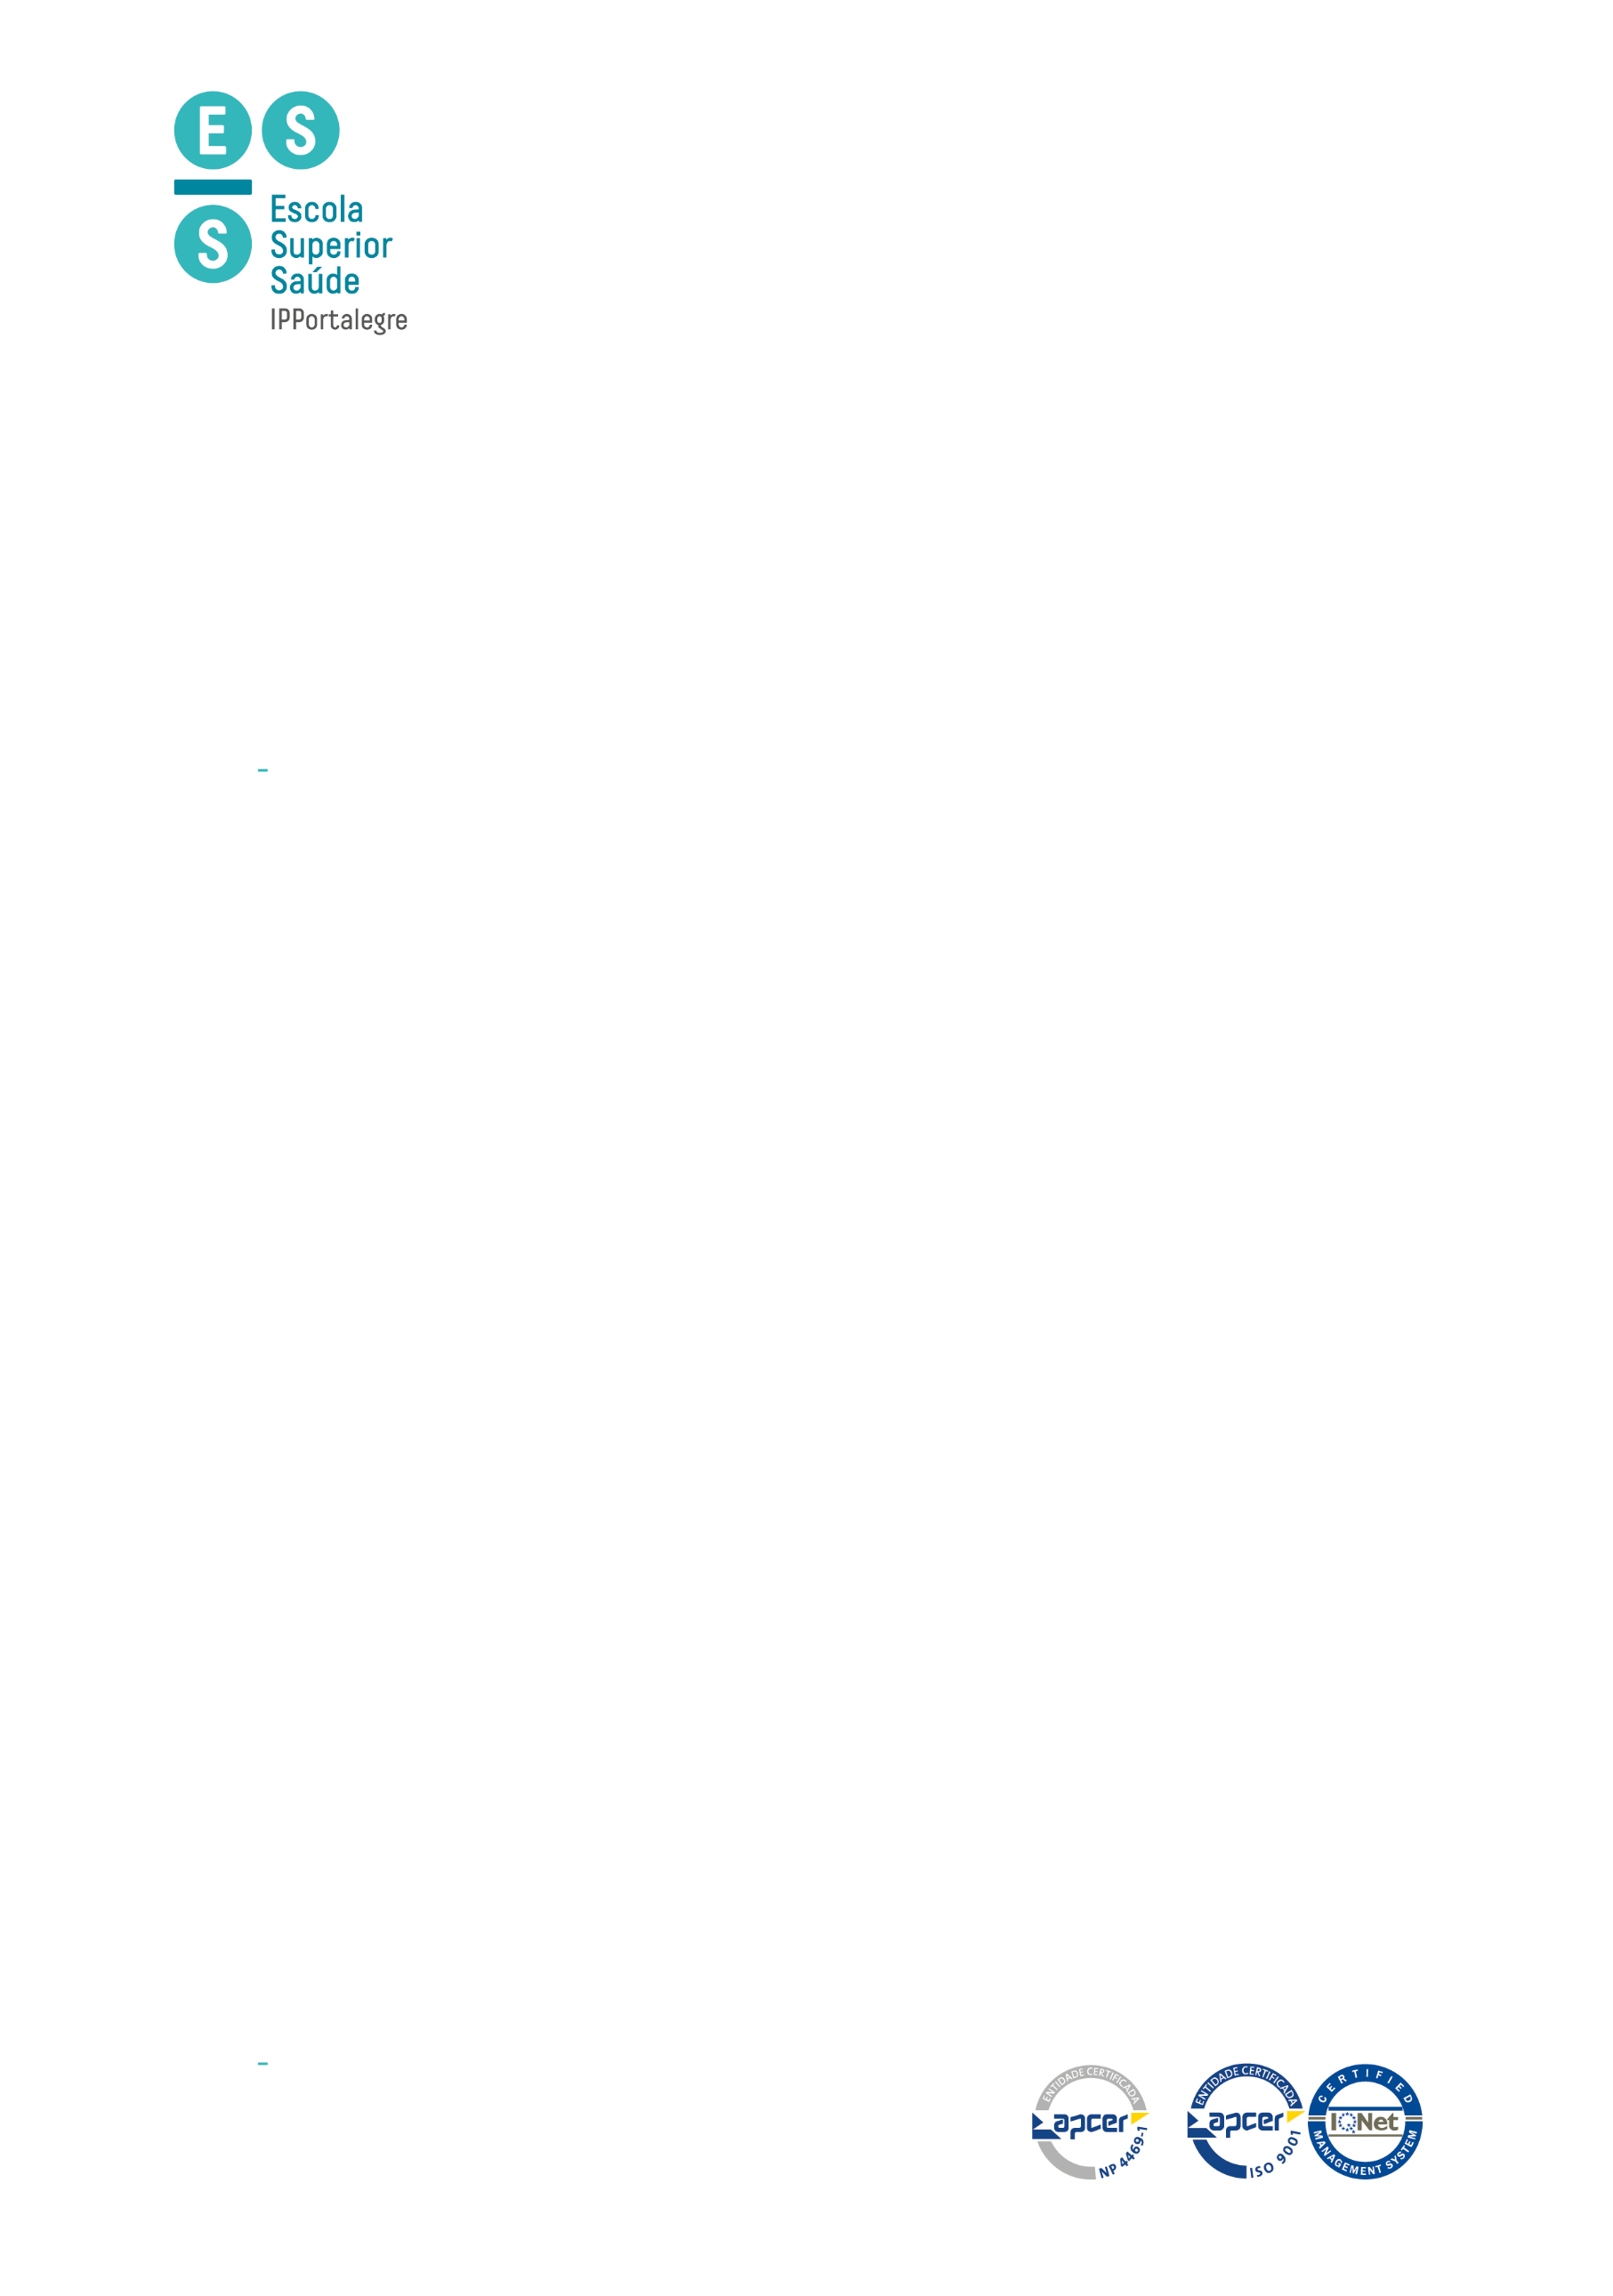 E S
S
Escola
Superior
Saúde
IPPortalegre
–
–
ENTIDADE CERTIFICADA
apcer
NP 4469-1
ENTIDADE CERTIFICADA
apcer
ISO 9001
CERTIFIED
IQNet
MANAGEMENT SYSTEM